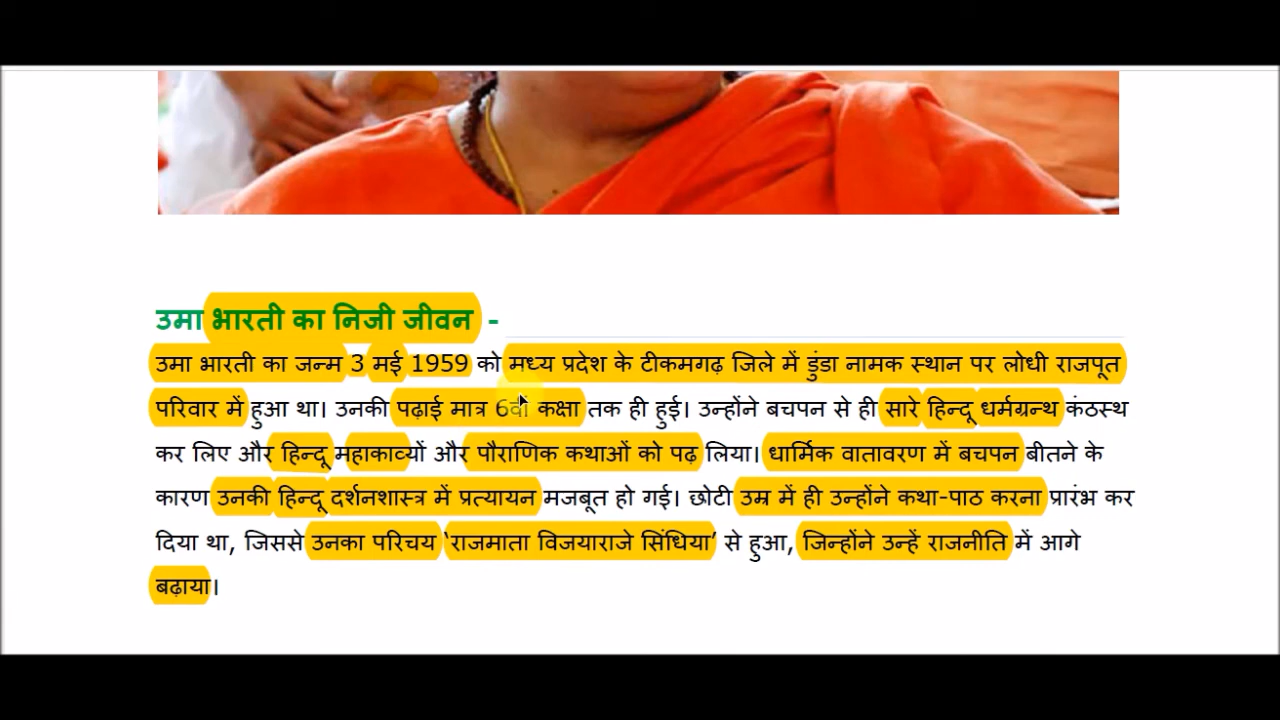 उमा भारती का निजी जीवन -
उमा भारती का जन्म 3 मई 1959 को मध्य प्रदेश के टीकमगढ़ जिले में डुंडा नामक स्थान पर लोधी राजपूत
परिवार में हुआ था। उनकी पढ़ाई मात्र 6वीं कक्षा तक ही हुई। उन्होंने बचपन से ही सारे हिन्दू धर्मग्रन्थ कंठस्थ
कर लिए और हिन्दू महाकाव्यों और पौराणिक कथाओं को पढ़ लिया। धार्मिक वातावरण में बचपन बीतने के
कारण उनकी हिन्दू दर्शनशास्त्र में प्रत्यायन मजबूत हो गई। छोटी उम्र में ही उन्होंने कथा-पाठ करना प्रारंभ कर
दिया था, जिससे उनका परिचय ‘राजमाता विजयाराजे सिंधिया’ से हुआ, जिन्होंने उन्हें राजनीति में आगे
बढ़ाया।